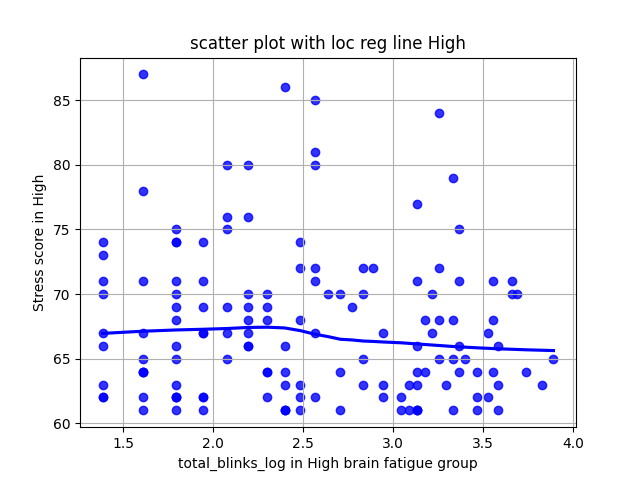 scatter plot with loc reg line High
Stress score in High
85
80
75
70
65
60
1.5 2.0 2.5 3.0 3.5 4.0
total_blinks_log in High brain fatigue group